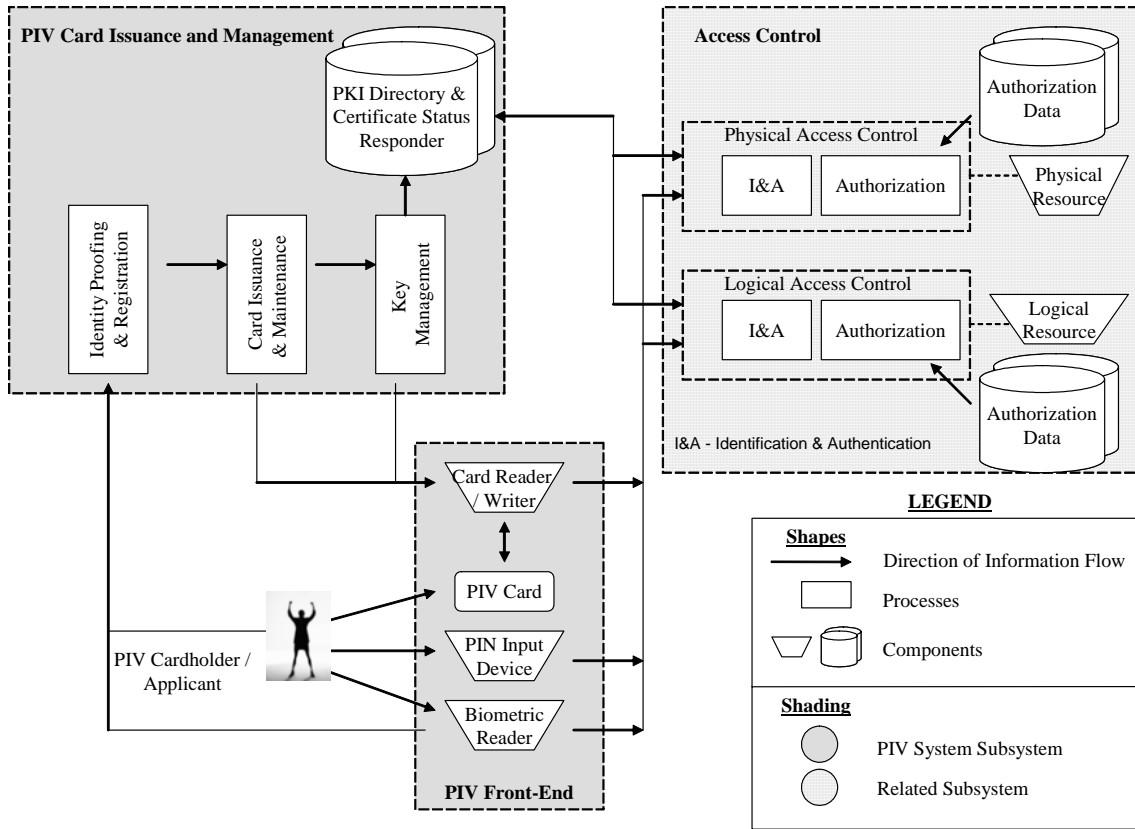 PIV Card Issuance and Management
PKI Directory &
Certificate Status
Responder
Identity Proofing
& Registration
Card Issuance
& Maintenance
Key
Management
Access Control
Authorization
Data
Physical Access Control
I&A
Authorization
Physical
Resource
Logical Access Control
I&A
Authorization
Logical
Resource
Authorization
Data
I&A - Identification & Authentication
Card Reader
/ Writer
PIV Card
PIN Input
Device
Biometric
Reader
PIV Front-End
PIV Cardholder /
Applicant
LEGEND
Shapes
Direction of Information Flow
Processes
Components
Shading
PIV System Subsystem
Related Subsystem